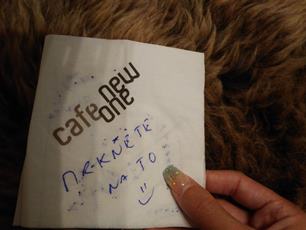 cafe new
one
MRKNĚTE
NA TO